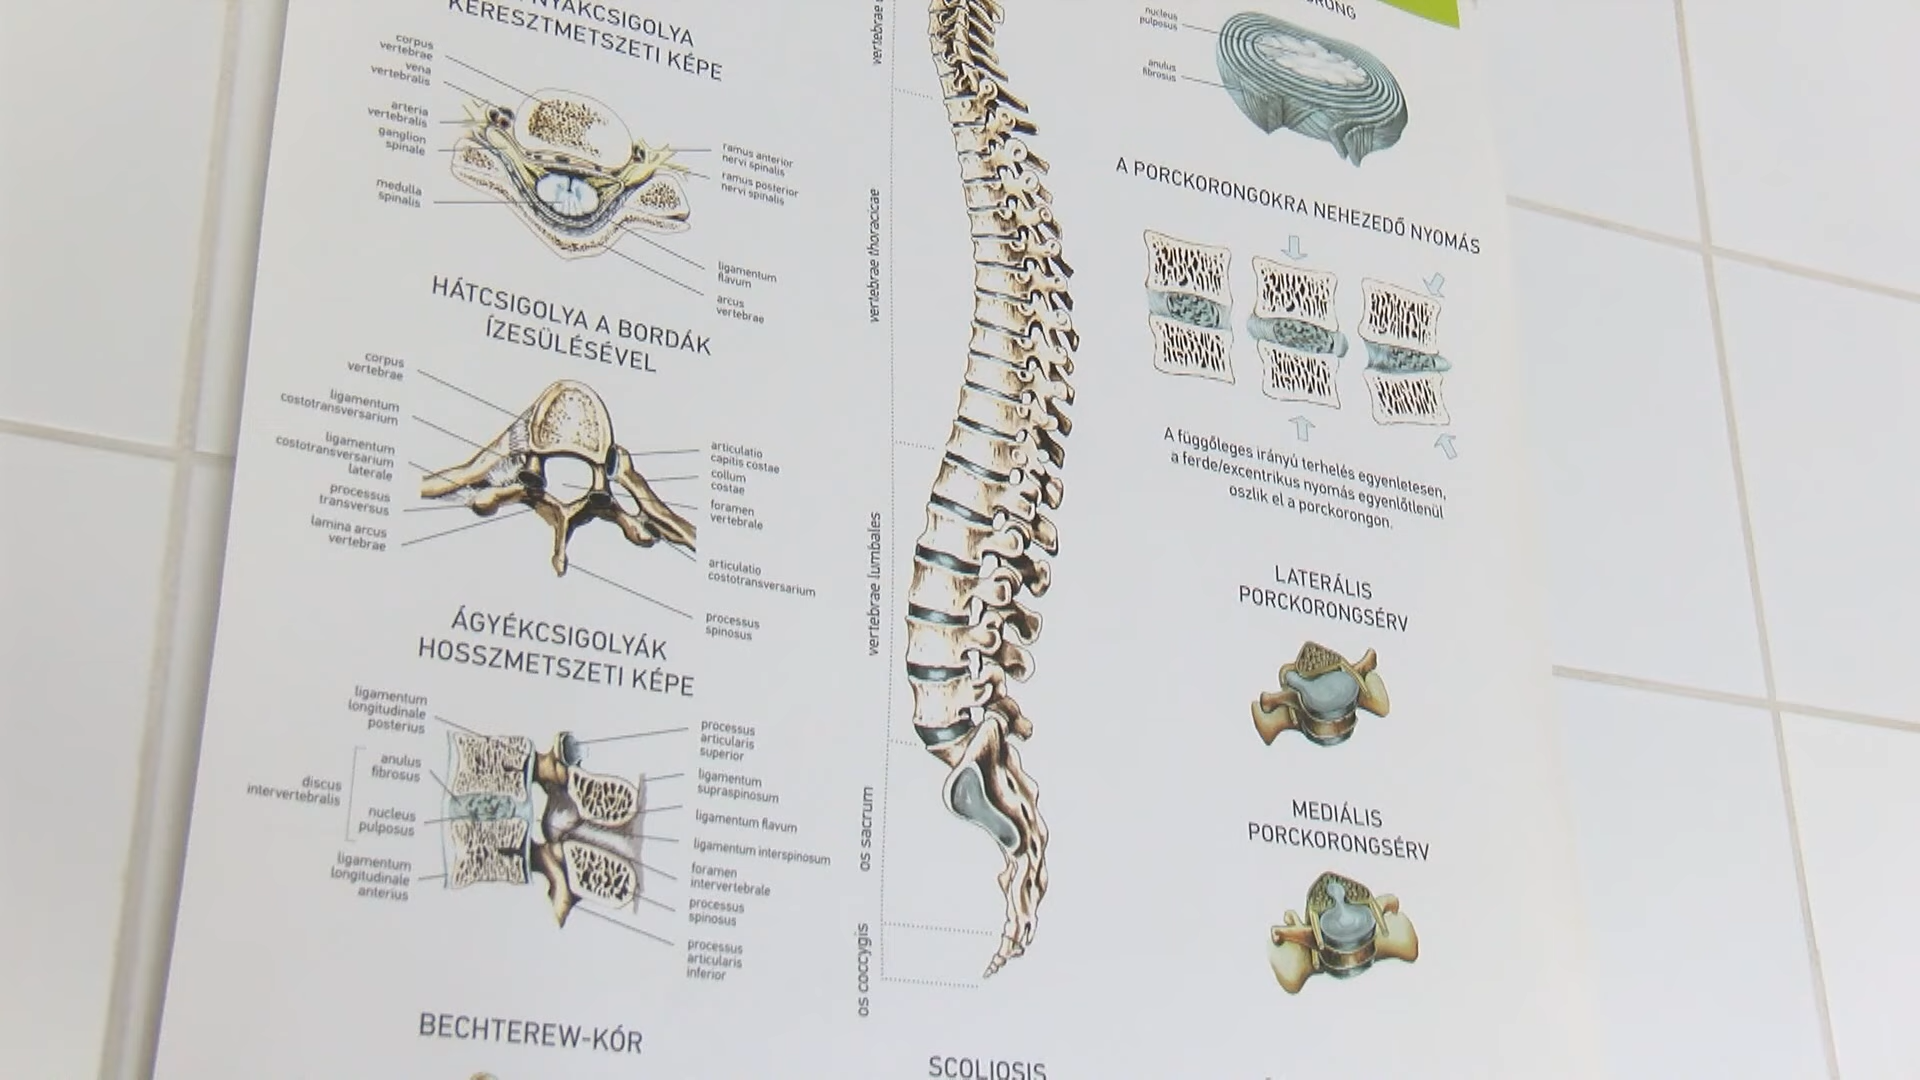 NYAKCSIGOLYA
KERESZTMETSZETI KÉPE
corpus
vertebrae
vena
vertebralis
arteria
vertebralis
ganglion
spinale
medulla
spinalis
ramus anterior
nervi spinalis
ramus posterior
nervi spinalis
ligamentum
flavum
arcus
vertebrae
HÁTCSIGOLYA A BORDÁK
ÍZESÜLÉSÉVEL
corpus
vertebrae
ligamentum
costotransversarium
ligamentum
costotransversarium
laterale
processus
transversus
lamina arcus
vertebrae
articulatio
capitis costae
collum
costae
foramen
vertebrale
articulatio
costotransversarium
processus
spinosus
ÁGYÉKCSIGOLYÁK
HOSSZMETSZETI KÉPE
ligamentum
longitudinale
posterius
anulus
fibrosus
discus
intervertebralis
nucleus
pulposus
ligamentum
longitudinale
anterius
processus
articularis
superior
ligamentum
supraspinosum
ligamentum flavum
ligamentum interspinosum
foramen
intervertebrale
processus
spinosus
processus
articularis
inferior
BECHTEREW-KÓR
vertebrae
vertebrae thoracicae
vertebrae lumbales
os sacrum
os coccygis
SCOLIOSIS
nucleus
pulposus
anulus
fibrosus
A PORCKORONGOKRA NEHEZEDŐ NYOMÁS
A függőleges irányú terhelés egyenletesen,
a ferde/excentrikus nyomás egyenlőtlenül
oszlik el a porckorongon.
LATERÁLIS
PORCKORONGSÉRV
MEDIÁLIS
PORCKORONGSÉRV